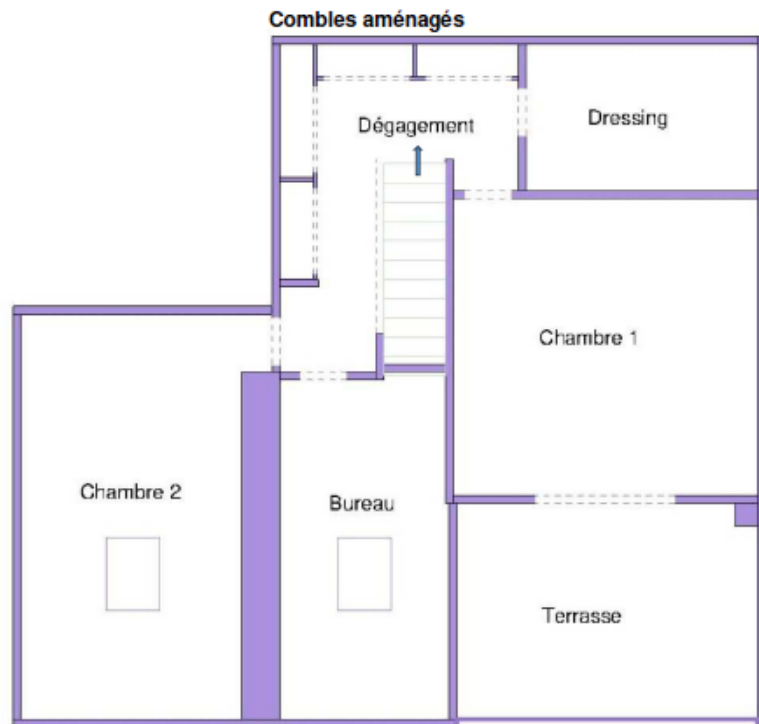 Combles aménagés
Dressing
Dégagement
Chambre 1
Chambre 2
Bureau
Terrasse